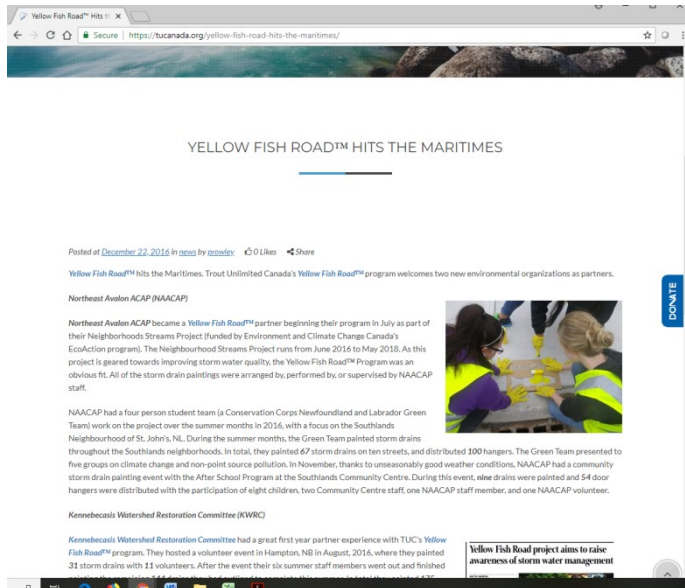 Yellow Fish Road™ Hits th
Secure | https://tucanada.org/yellow-fish-road-hits-the-maritimes/
YELLOW FISH ROAD™ HITS THE MARITIMES
Posted at December 22, 2016 in news by prowley 0 Likes Share
Yellow Fish Road™ hits the Maritimes. Trout Unlimited Canada's Yellow Fish Road™ program welcomes two new environmental organizations as partners.
DONATE
Northeast Avalon ACAP (NAACAP)
Northeast Avalon ACAP became a Yellow Fish Road™ partner beginning their program in July as part of
their Neighborhoods Streams Project (funded by Environment and Climate Change Canada's
EcoAction program). The Neighbourhood Streams Project runs from June 2016 to May 2018. As this
project is geared towards improving storm water quality, the Yellow Fish Road™ Program was an
obvious fit. All of the storm drain paintings were arranged by, performed by, or supervised by NAACAP
staff.
NAACAP had a four person student team (a Conservation Corps Newfoundland and Labrador Green
Team) work on the project over the summer months in 2016, with a focus on the Southlands
Neighbourhood of St. John's, NL. During the summer months, the Green Team painted storm drains
throughout the Southlands neighborhoods. In total, they painted 67 storm drains on ten streets, and distributed 100 hangers. The Green Team presented to
five groups on climate change and non-point source pollution. In November, thanks to unseasonably good weather conditions, NAACAP had a community
storm drain painting event with the After School Program at the Southlands Community Centre. During this event, nine drains were painted and 54 door
hangers were distributed with the participation of eight children, two Community Centre staff, one NAACAP staff member, and one NAACAP volunteer.
Kennebecasis Watershed Restoration Committee (KWRC)
Kennebecasis Watershed Restoration Committee had a great first year partner experience with TUC's Yellow
Fish Road™ program. They hosted a volunteer event in Hampton, NB in August, 2016, where they painted
31 storm drains with 11 volunteers. After the event their six summer staff members went out and finished
Yellow Fish Road project aims to raise
awareness of storm water management